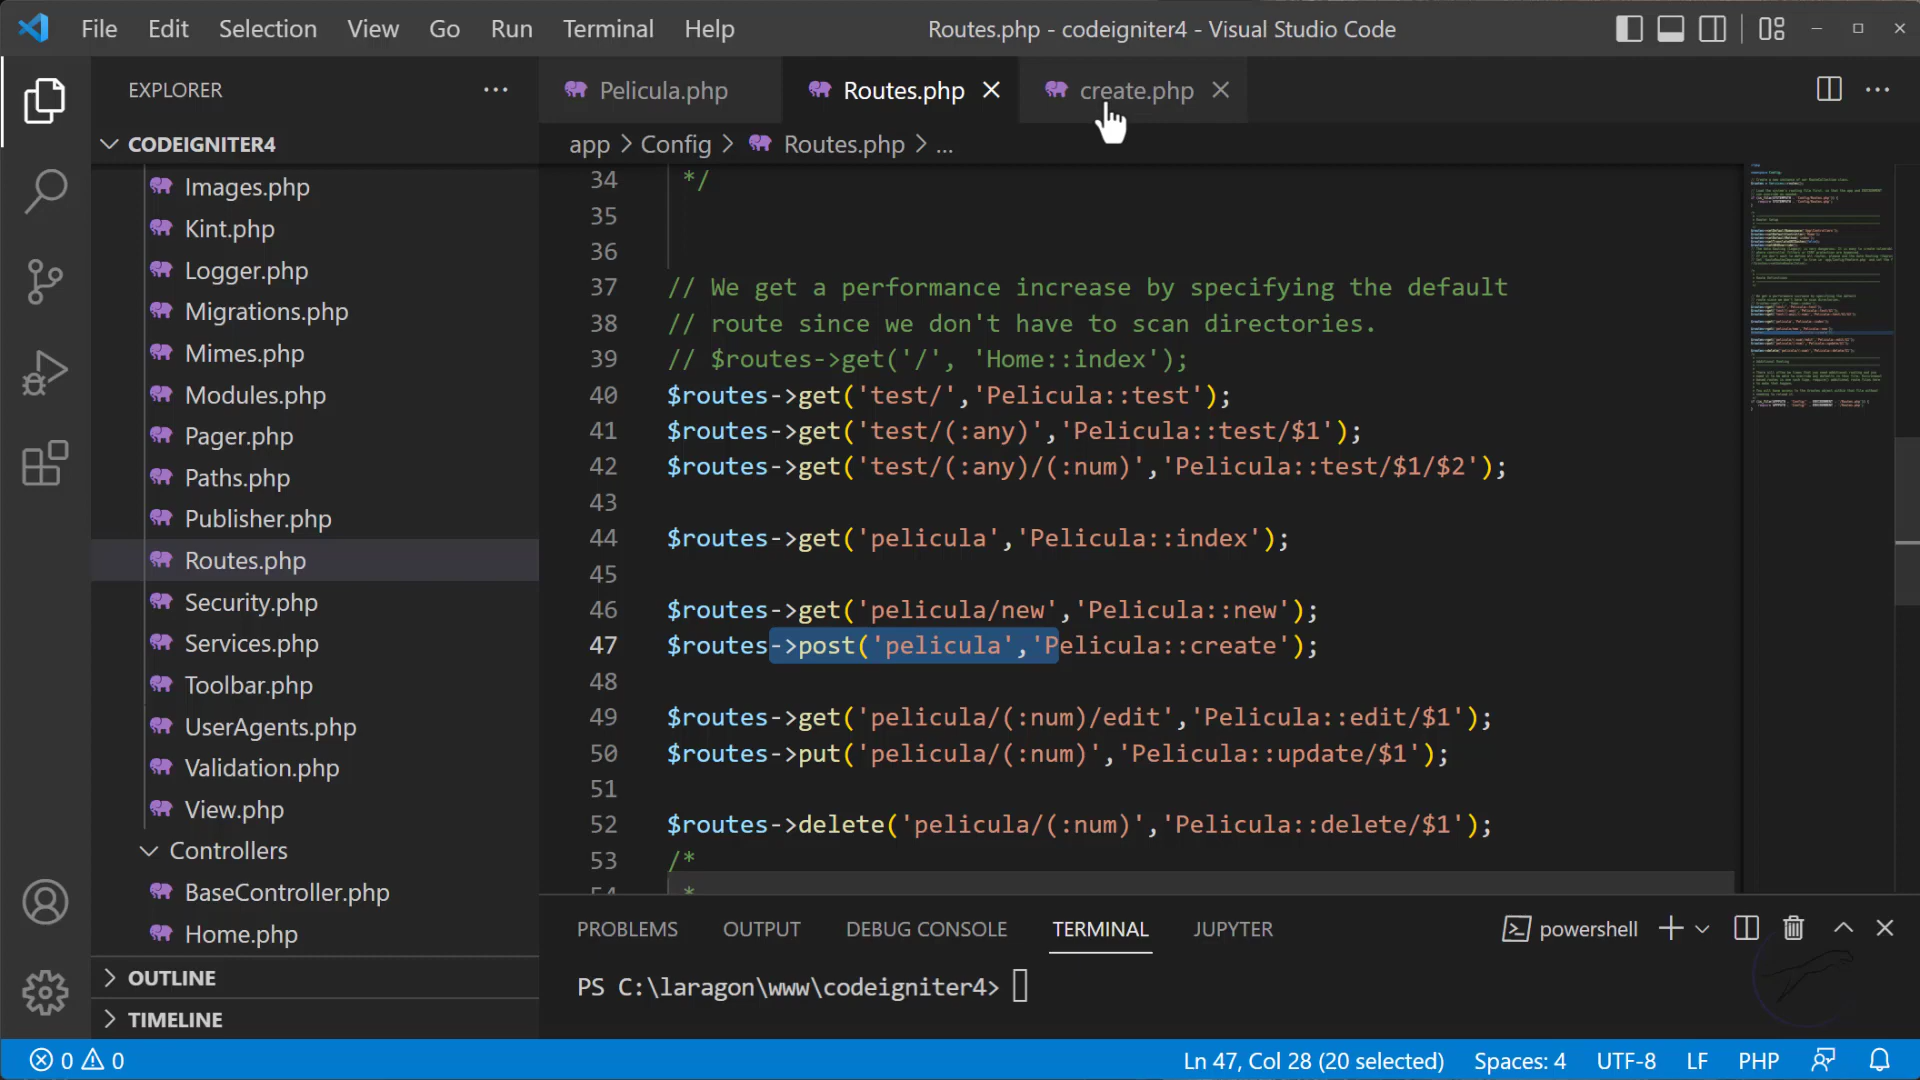 File Edit Selection View Go Run Terminal Help
Routes.php - codeigniter4 - Visual Studio Code
EXPLORER
CODEIGNITER4
Images.php
Kint.php
Logger.php
Migrations.php
Mimes.php
Modules.php
Pager.php
Paths.php
Publisher.php
Routes.php
Security.php
Services.php
Toolbar.php
UserAgents.php
Validation.php
View.php
Controllers
BaseController.php
Home.php
OUTLINE
TIMELINE
Pelicula.php Routes.php create.php
app > Config > Routes.php > ...
34 */
35
36
37 // We get a performance increase by specifying the default
38 // route since we don't have to scan directories.
39 // $routes->get('/', 'Home::index');
40 $routes->get('test/','Pelicula::test');
41 $routes->get('test/(:any)','Pelicula::test/$1');
42 $routes->get('test/(:any)/(:num)','Pelicula::test/$1/$2');
43
44 $routes->get('pelicula','Pelicula::index');
45
46 $routes->get('pelicula/new','Pelicula::new');
47 $routes->post('pelicula','Pelicula::create');
48
49 $routes->get('pelicula/(:num)/edit','Pelicula::edit/$1');
50 $routes->put('pelicula/(:num)','Pelicula::update/$1');
51
52 $routes->delete('pelicula/(:num)','Pelicula::delete/$1');
53 /*
54 *
PROBLEMS OUTPUT DEBUG CONSOLE TERMINAL JUPYTER
powershell
PS C:\laragon\www\codeigniter4>
0 0
Ln 47, Col 28 (20 selected) Spaces: 4 UTF-8 LF PHP